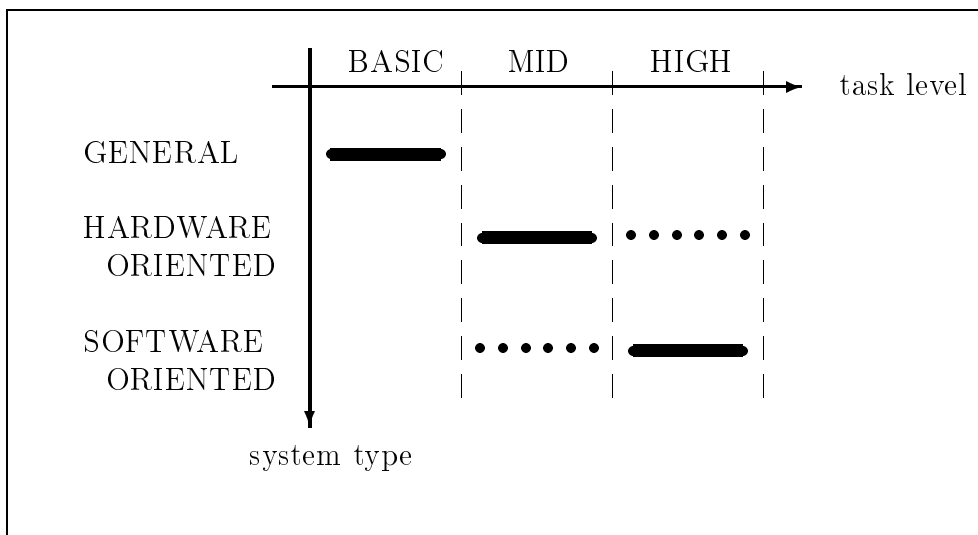 BASIC MID HIGH
task level
GENERAL
HARDWARE
ORIENTED
SOFTWARE
ORIENTED
system type